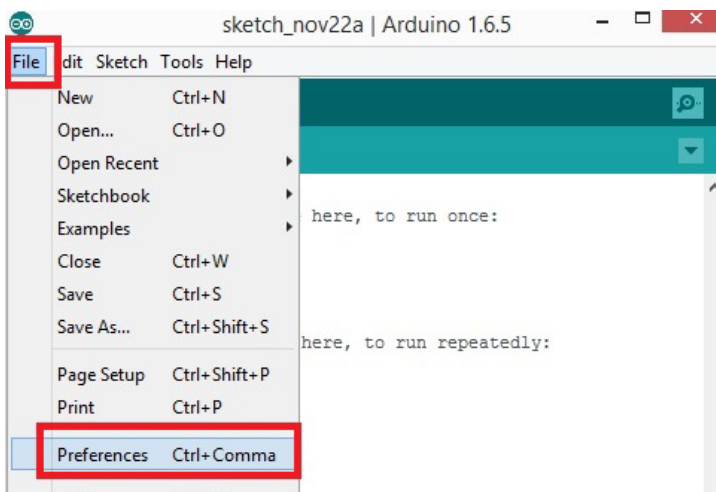 sketch_nov22a | Arduino 1.6.5
File Edit Sketch Tools Help
New Ctrl+N
Open... Ctrl+O
Open Recent
Sketchbook
here, to run once:
Examples
Close Ctrl+W
Save Ctrl+S
Save As... Ctrl+Shift+S
here, to run repeatedly:
Page Setup Ctrl+Shift+P
Print Ctrl+P
Preferences Ctrl+Comma